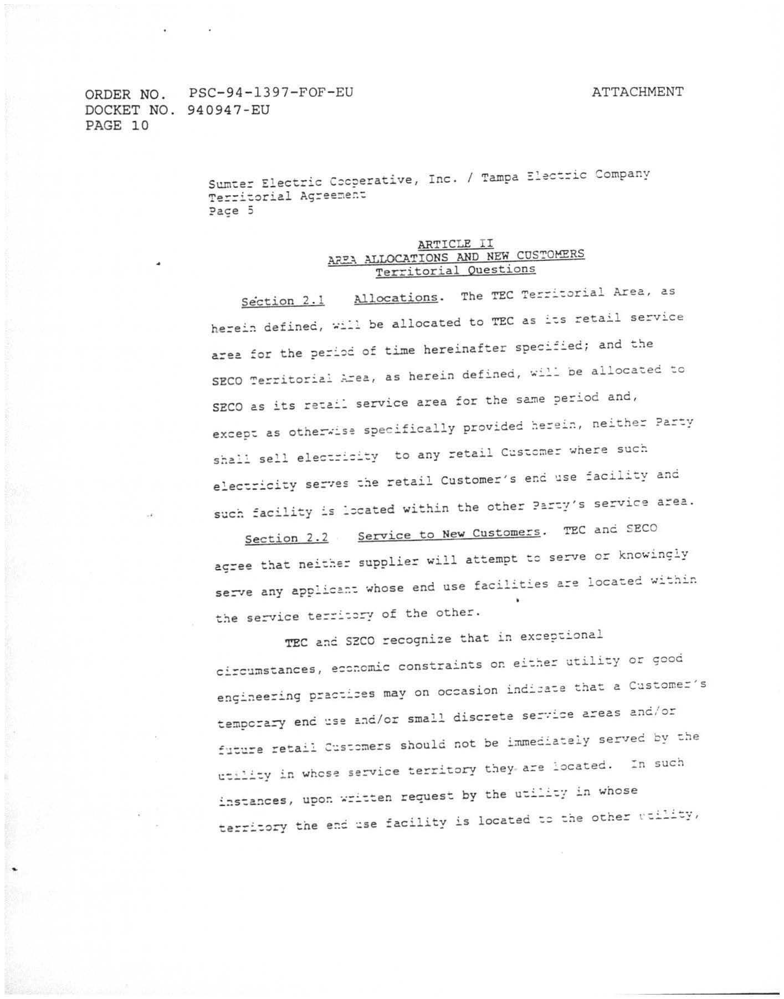 ORDER NO. PSC-94-1397-FOF-EU ATTACHMENT
DOCKET NO. 940947-EU
PAGE 10
Sumter Electric Cooperative, Inc. / Tampa Electric Company
Territorial Agreement
Page 5
ARTICLE II
AREA ALLOCATIONS AND NEW CUSTOMERS
Territorial Questions
Section 2.1 Allocations. The TEC Territorial Area, as
herein defined, will be allocated to TEC as its retail service
area for the period of time hereinafter specified; and the
SECO Territorial Area, as herein defined, will be allocated to
SECO as its retail service area for the same period and,
except as otherwise specifically provided herein, neither Party
shall sell electricity to any retail Customer where such
electricity serves the retail Customer's end use facility and
such facility is located within the other Party's service area.
Section 2.2 Service to New Customers. TEC and SECO
agree that neither supplier will attempt to serve or knowingly
serve any applicant whose end use facilities are located within
the service territory of the other.
TEC and SECO recognize that in exceptional
circumstances, economic constraints on either utility or good
engineering practices may on occasion indicate that a Customer's
temporary end use and/or small discrete service areas and/or
future retail Customers should not be immediately served by the
utility in whose service territory they are located. In such
instances, upon written request by the utility in whose
territory the end use facility is located to the other utility,